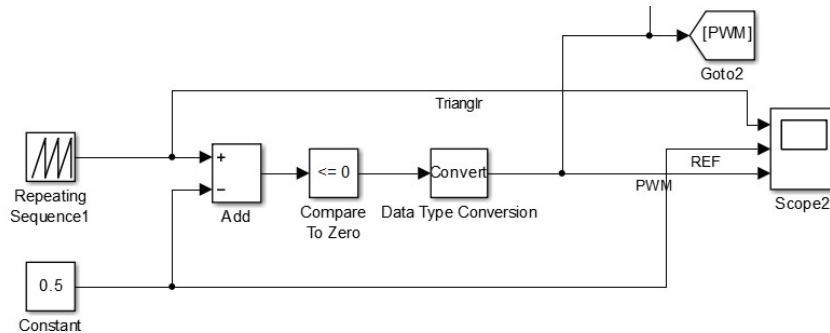 [PWM]
Goto2
Trianglr
+
−
Repeating
Sequence1
Add
<= 0
Compare
To Zero
Convert
Data Type Conversion
REF
PWM
Scope2
0.5
Constant